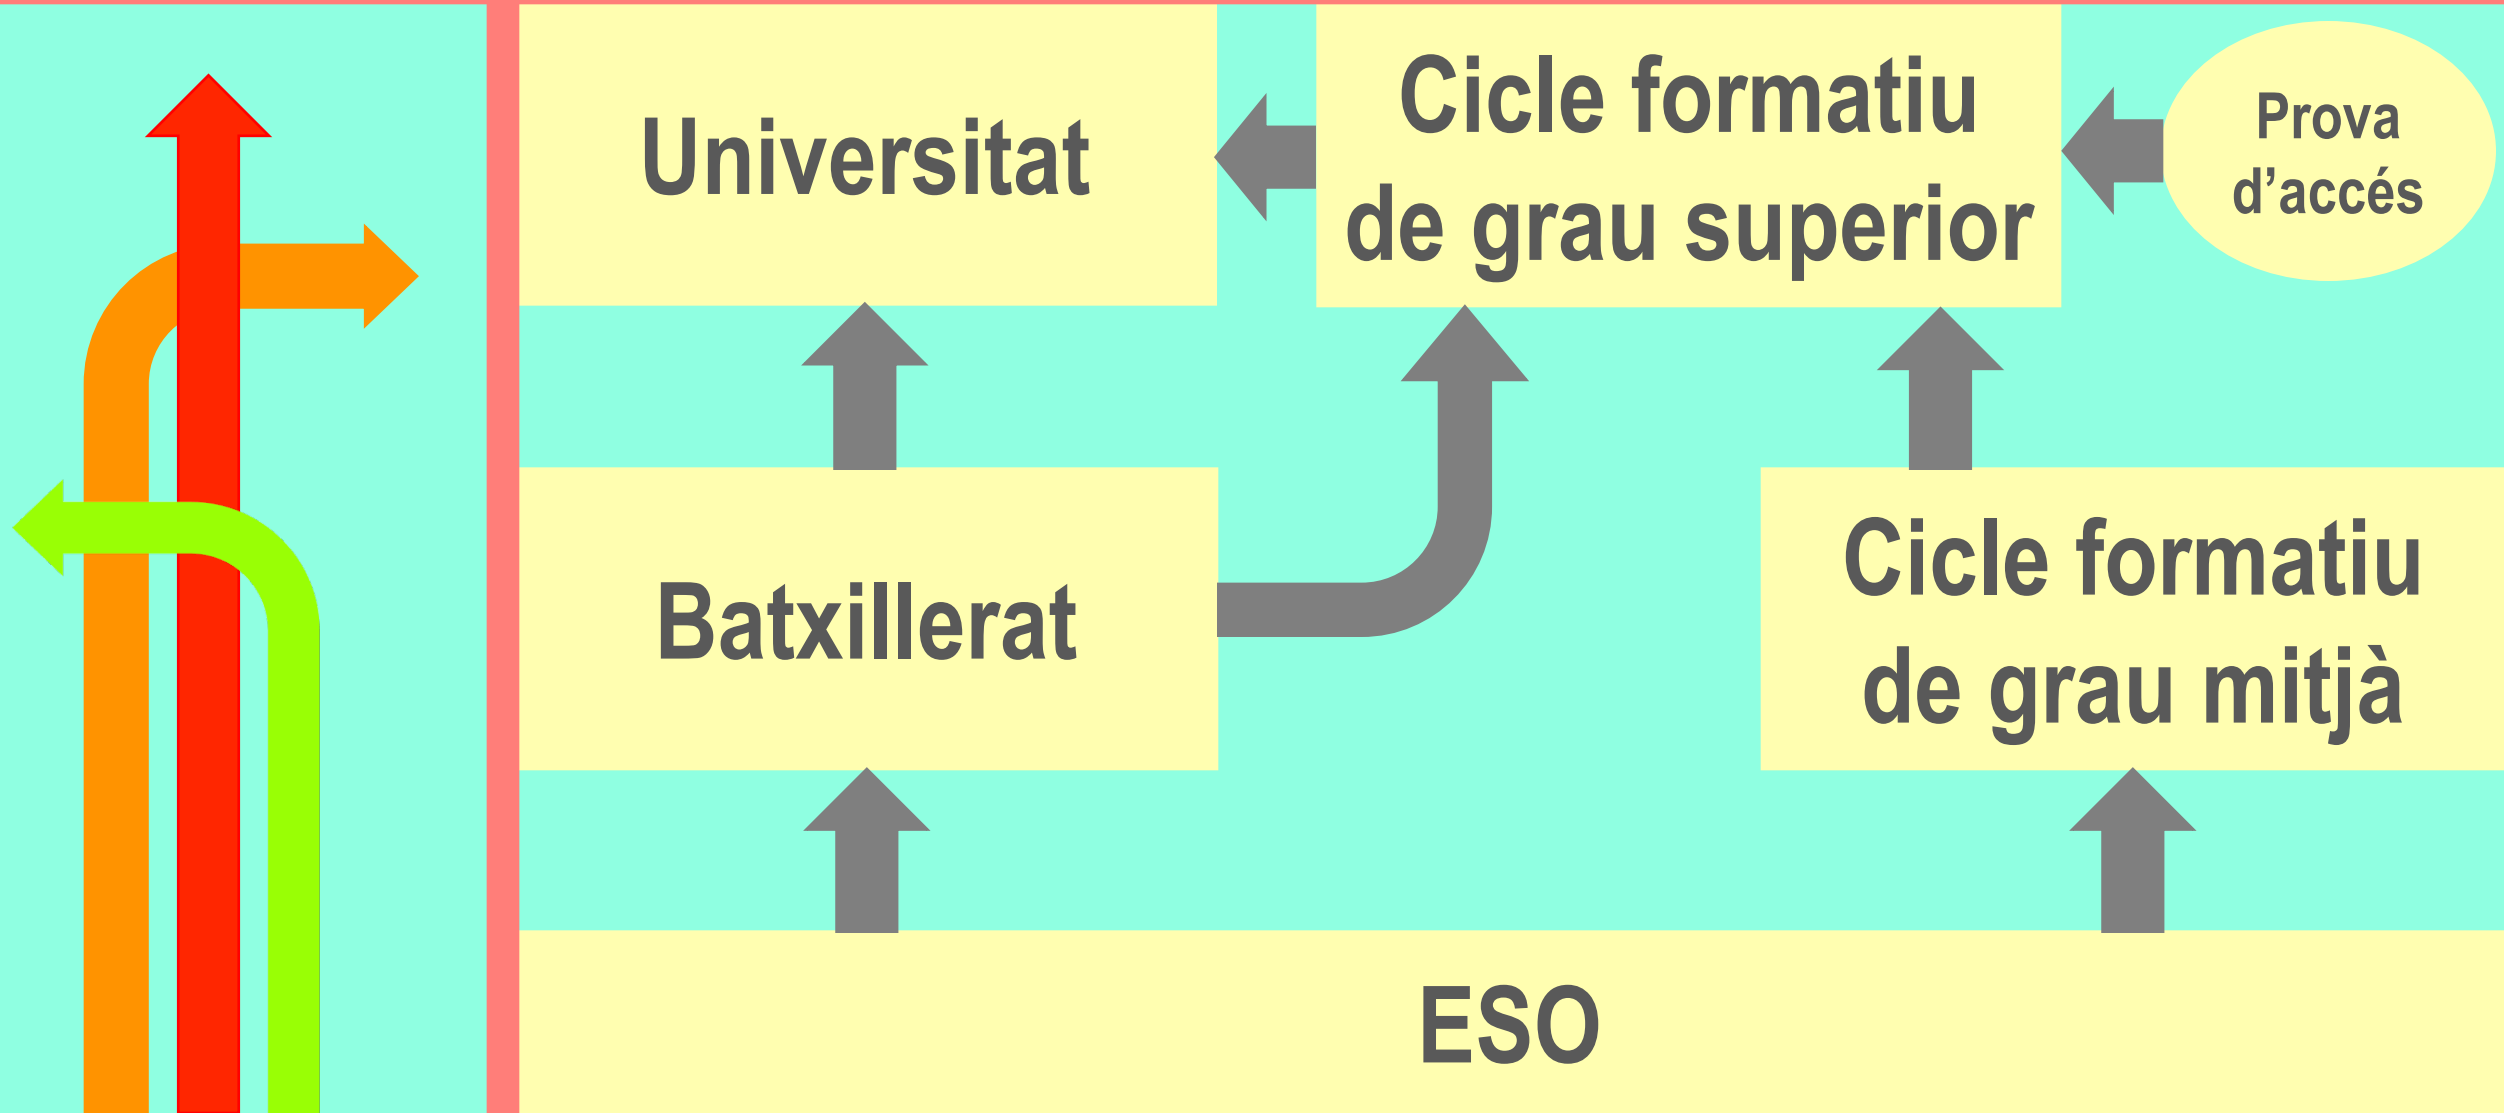 Universitat
Cicle formatiu
de grau superior
Prova
d’accés
Batxillerat
Cicle formatiu
de grau mitjà
ESO